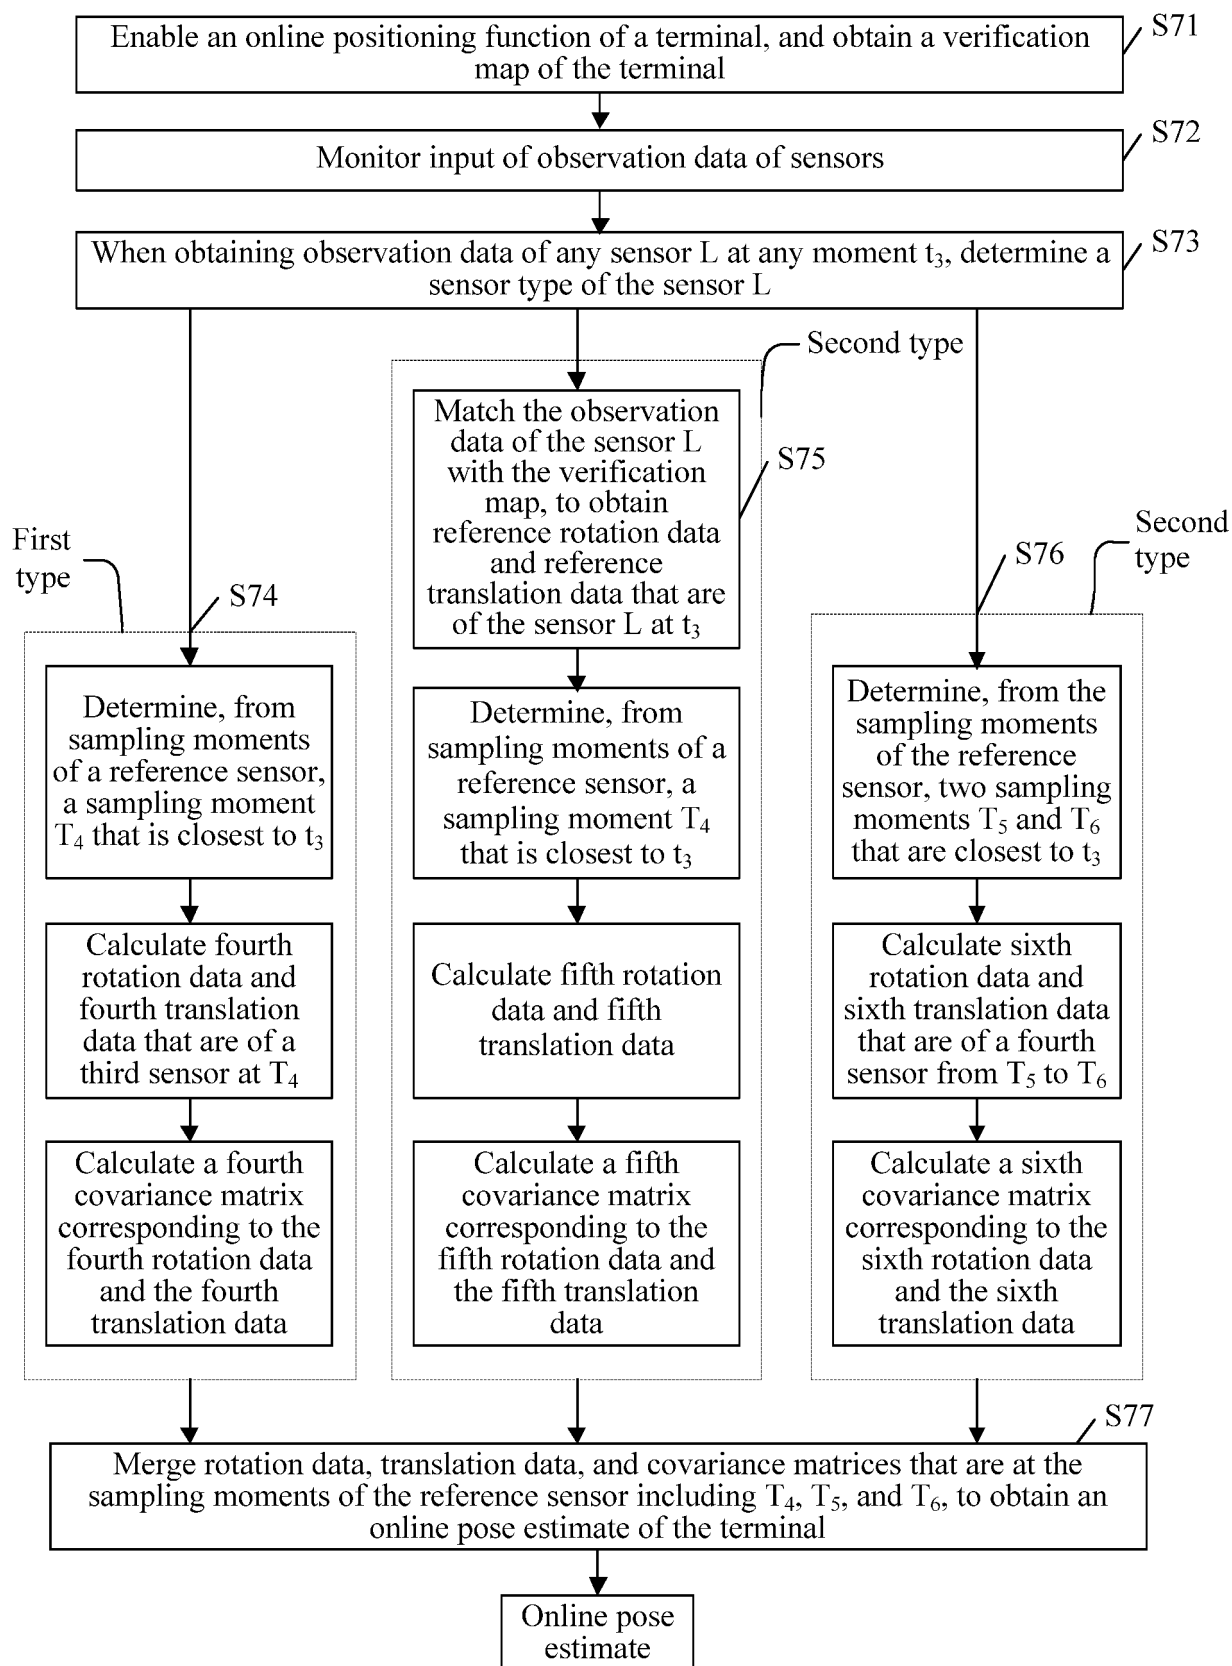 Enable an online positioning function of a terminal, and obtain a verification
map of the terminal
S71
Monitor input of observation data of sensors
S72
When obtaining observation data of any sensor L at any moment t₃, determine a
sensor type of the sensor L
S73
First
type
S74
Determine, from
sampling moments
of a reference sensor,
a sampling moment
T₄ that is closest to t₃
Calculate fourth
rotation data and
fourth translation
data that are of a
third sensor at T₄
Calculate a fourth
covariance matrix
corresponding to the
fourth rotation data
and the fourth
translation data
Second type
S75
Match the observation
data of the sensor L
with the verification
map, to obtain
reference rotation data
and reference
translation data that are
of the sensor L at t₃
Determine, from
sampling moments of a
reference sensor, a
sampling moment T₄
that is closest to t₃
Calculate fifth rotation
data and fifth
translation data
Calculate a fifth
covariance matrix
corresponding to the
fifth rotation data and
the fifth translation
data
Second
type
S76
Determine, from the
sampling moments
of the reference
sensor, two sampling
moments T₅ and T₆
that are closest to t₃
Calculate sixth
rotation data and
sixth translation data
that are of a fourth
sensor from T₅ to T₆
Calculate a sixth
covariance matrix
corresponding to the
sixth rotation data
and the sixth
translation data
S77
Merge rotation data, translation data, and covariance matrices that are at the
sampling moments of the reference sensor including T₄, T₅, and T₆, to obtain an
online pose estimate of the terminal
Online pose
estimate